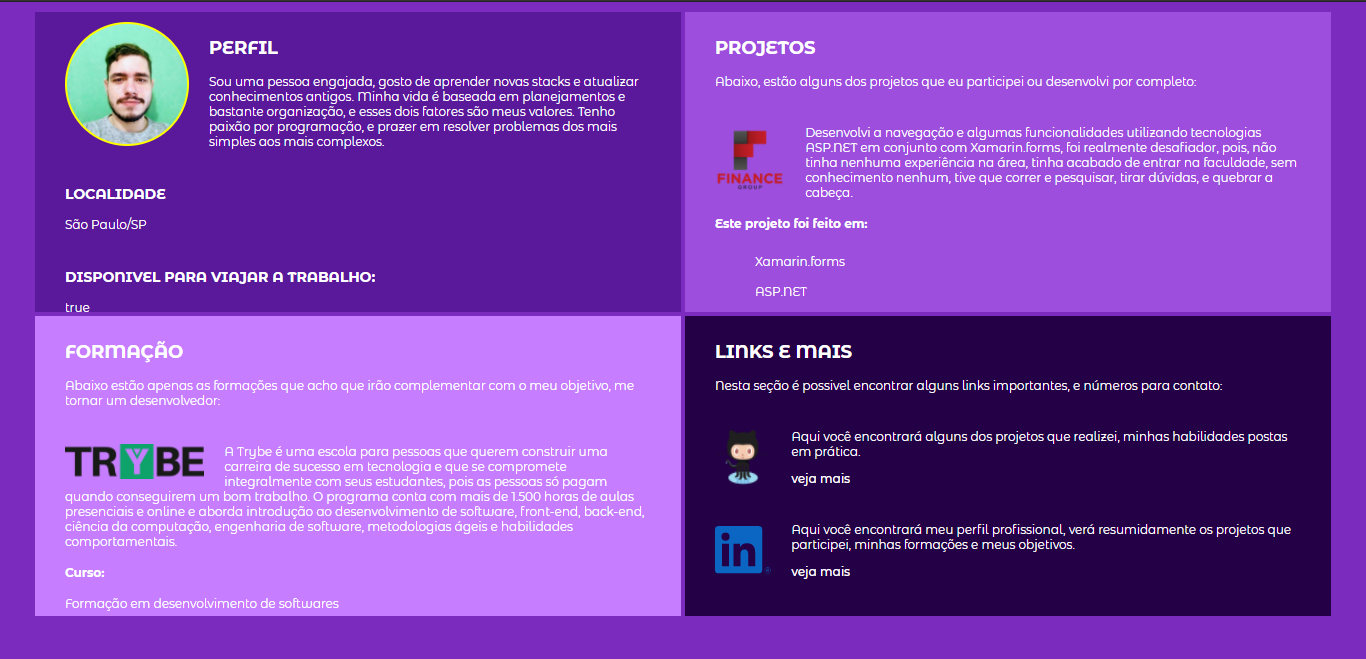 PERFIL
Sou uma pessoa engajada, gosto de aprender novas stacks e atualizar
conhecimentos antigos. Minha vida é baseada em planejamentos e
bastante organização, e esses dois fatores são meus valores. Tenho
paixão por programação, e prazer em resolver problemas dos mais
simples aos mais complexos.
LOCALIDADE
São Paulo/SP
DISPONIVEL PARA VIAJAR A TRABALHO:
true
PROJETOS
Abaixo, estão alguns dos projetos que eu participei ou desenvolvi por completo:
FINANCE
GROUP
Desenvolvi a navegação e algumas funcionalidades utilizando tecnologias
ASP.NET em conjunto com Xamarin.forms, foi realmente desafiador, pois, não
tinha nenhuma experiência na área, tinha acabado de entrar na faculdade, sem
conhecimento nenhum, tive que correr e pesquisar, tirar dúvidas, e quebrar a
cabeça.
Este projeto foi feito em:
Xamarin.forms
ASP.NET
FORMAÇÃO
Abaixo estão apenas as formações que acho que irão complementar com o meu objetivo, me
tornar um desenvolvedor:
TRYBE
A Trybe é uma escola para pessoas que querem construir uma
carreira de sucesso em tecnologia e que se compromete
integralmente com seus estudantes, pois as pessoas só pagam
quando conseguirem um bom trabalho. O programa conta com mais de 1.500 horas de aulas
presenciais e online e aborda introdução ao desenvolvimento de software, front-end, back-end,
ciência da computação, engenharia de software, metodologias ágeis e habilidades
comportamentais.
Curso:
Formação em desenvolvimento de softwares
LINKS E MAIS
Nesta seção é possivel encontrar alguns links importantes, e números para contato:
Aqui você encontrará alguns dos projetos que realizei, minhas habilidades postas
em prática.
veja mais
in
Aqui você encontrará meu perfil profissional, verá resumidamente os projetos que
participei, minhas formações e meus objetivos.
veja mais